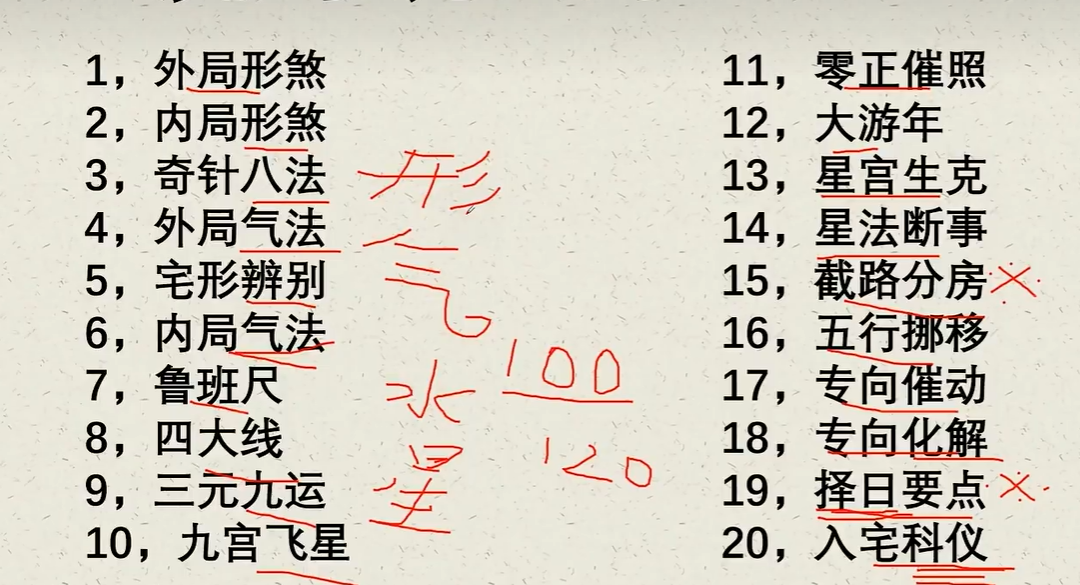 1，外局形煞
2，内局形煞
3，奇针八法
4，外局气法
5，宅形辨别
6，内局气法
7，鲁班尺
8，四大线
9，三元九运
10，九宫飞星
形
气
水
星
100
120
11，零正催照
12，大游年
13，星宫生克
14，星法断事
15，截路分房
16，五行挪移
17，专向催动
18，专向化解
19，择日要点
20，入宅科仪